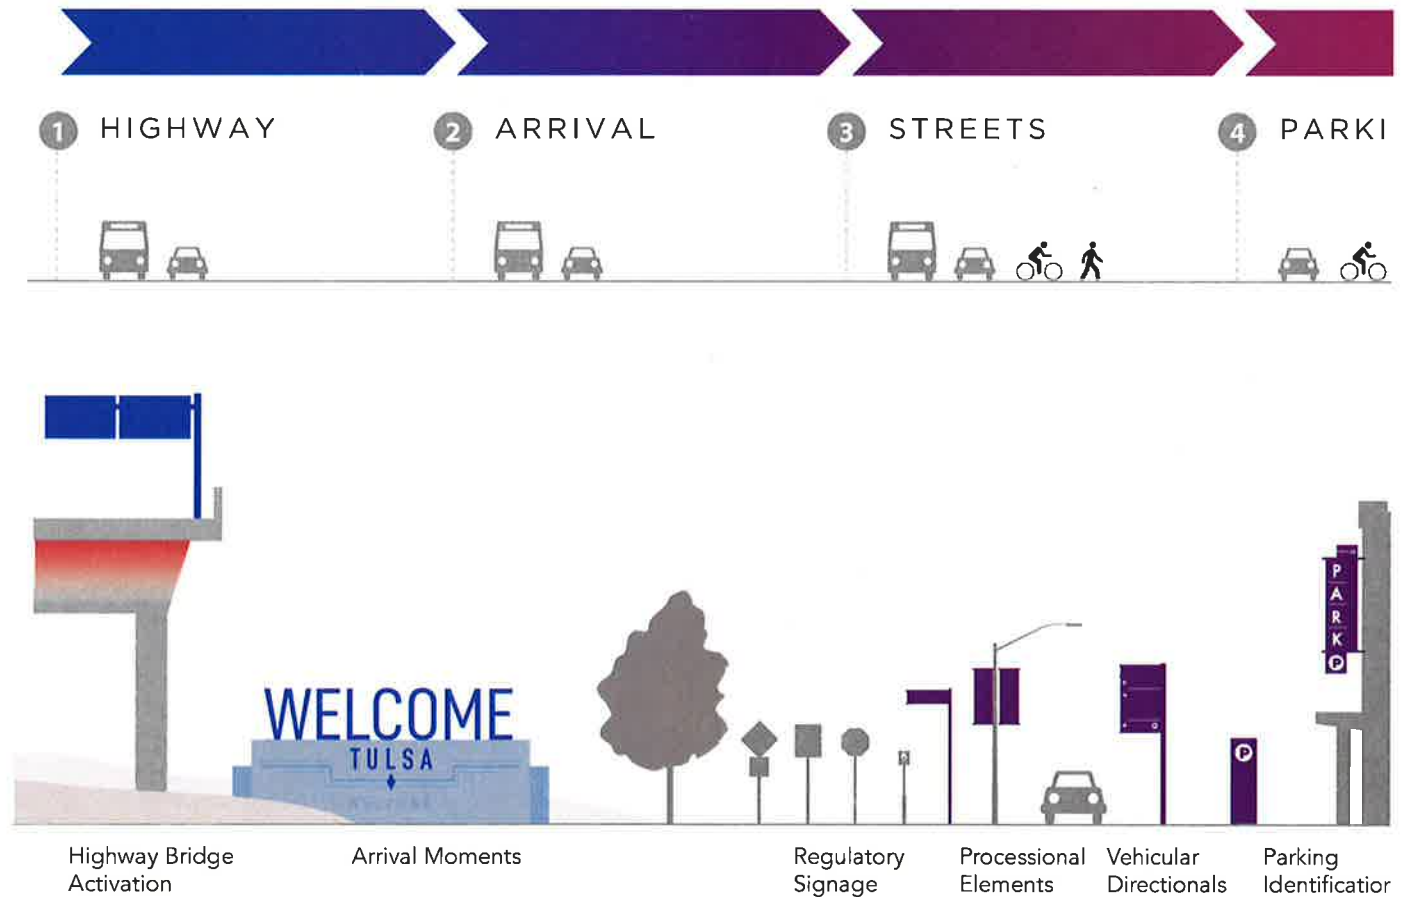 1 HIGHWAY
2 ARRIVAL
3 STREETS
4 PARKI
WELCOME
TULSA
P
A
R
K
P
P
Highway Bridge
Activation
Arrival Moments
Regulatory
Signage
Processional
Elements
Vehicular
Directionals
Parking
Identificatior